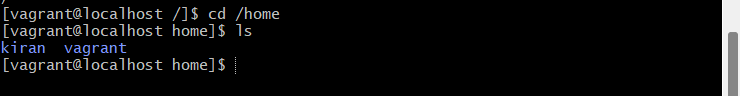 [vagrant@localhost /]$ cd /home
[vagrant@localhost home]$ ls
kiran  vagrant
[vagrant@localhost home]$